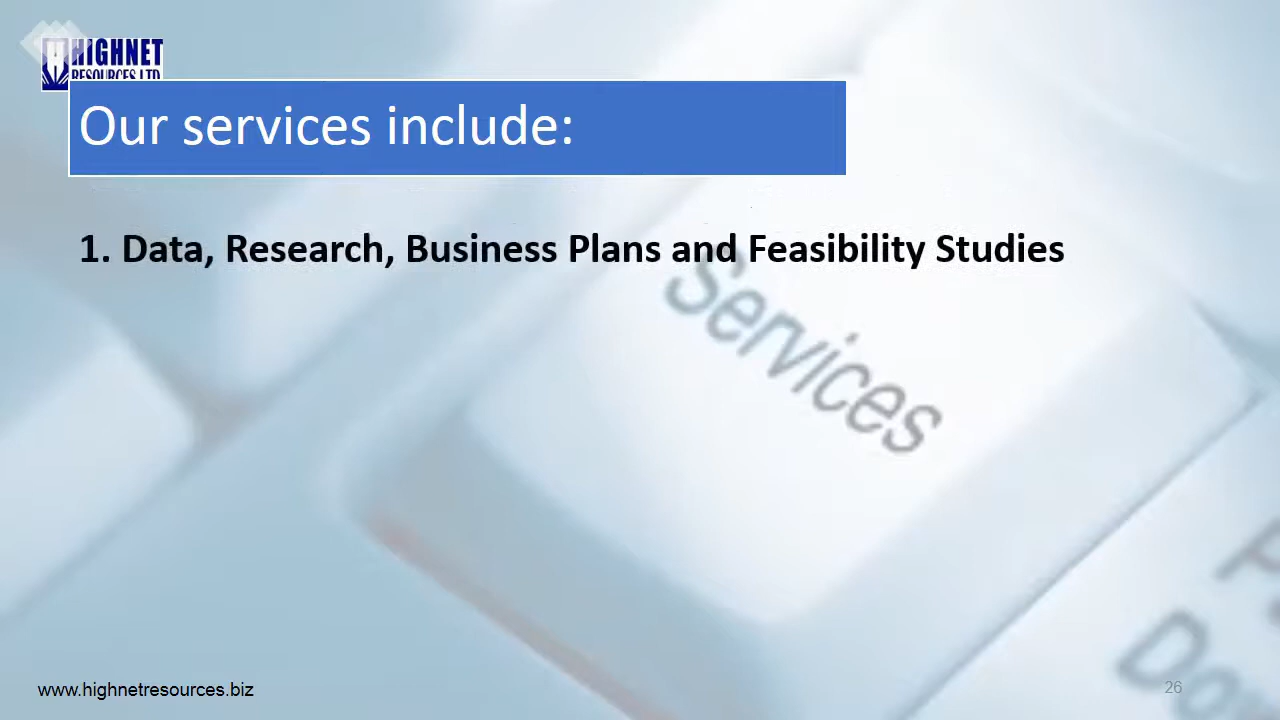 HIGHNET
RESOURCES LTD
Our services include:
1. Data, Research, Business Plans and Feasibility Studies
Services
www.highnetresources.biz
26